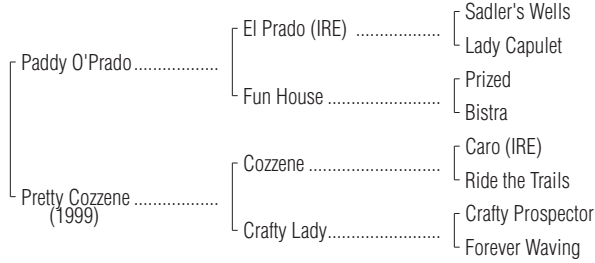 Sadler's Wells
El Prado (IRE) ..................
Lady Capulet
Paddy O'Prado ..................
Prized
Fun House ........................
Bistra
Caro (IRE)
Cozzene ............................
Ride the Trails
Pretty Cozzene ..................
(1999)
Crafty Prospector
Crafty Lady........................
Forever Waving